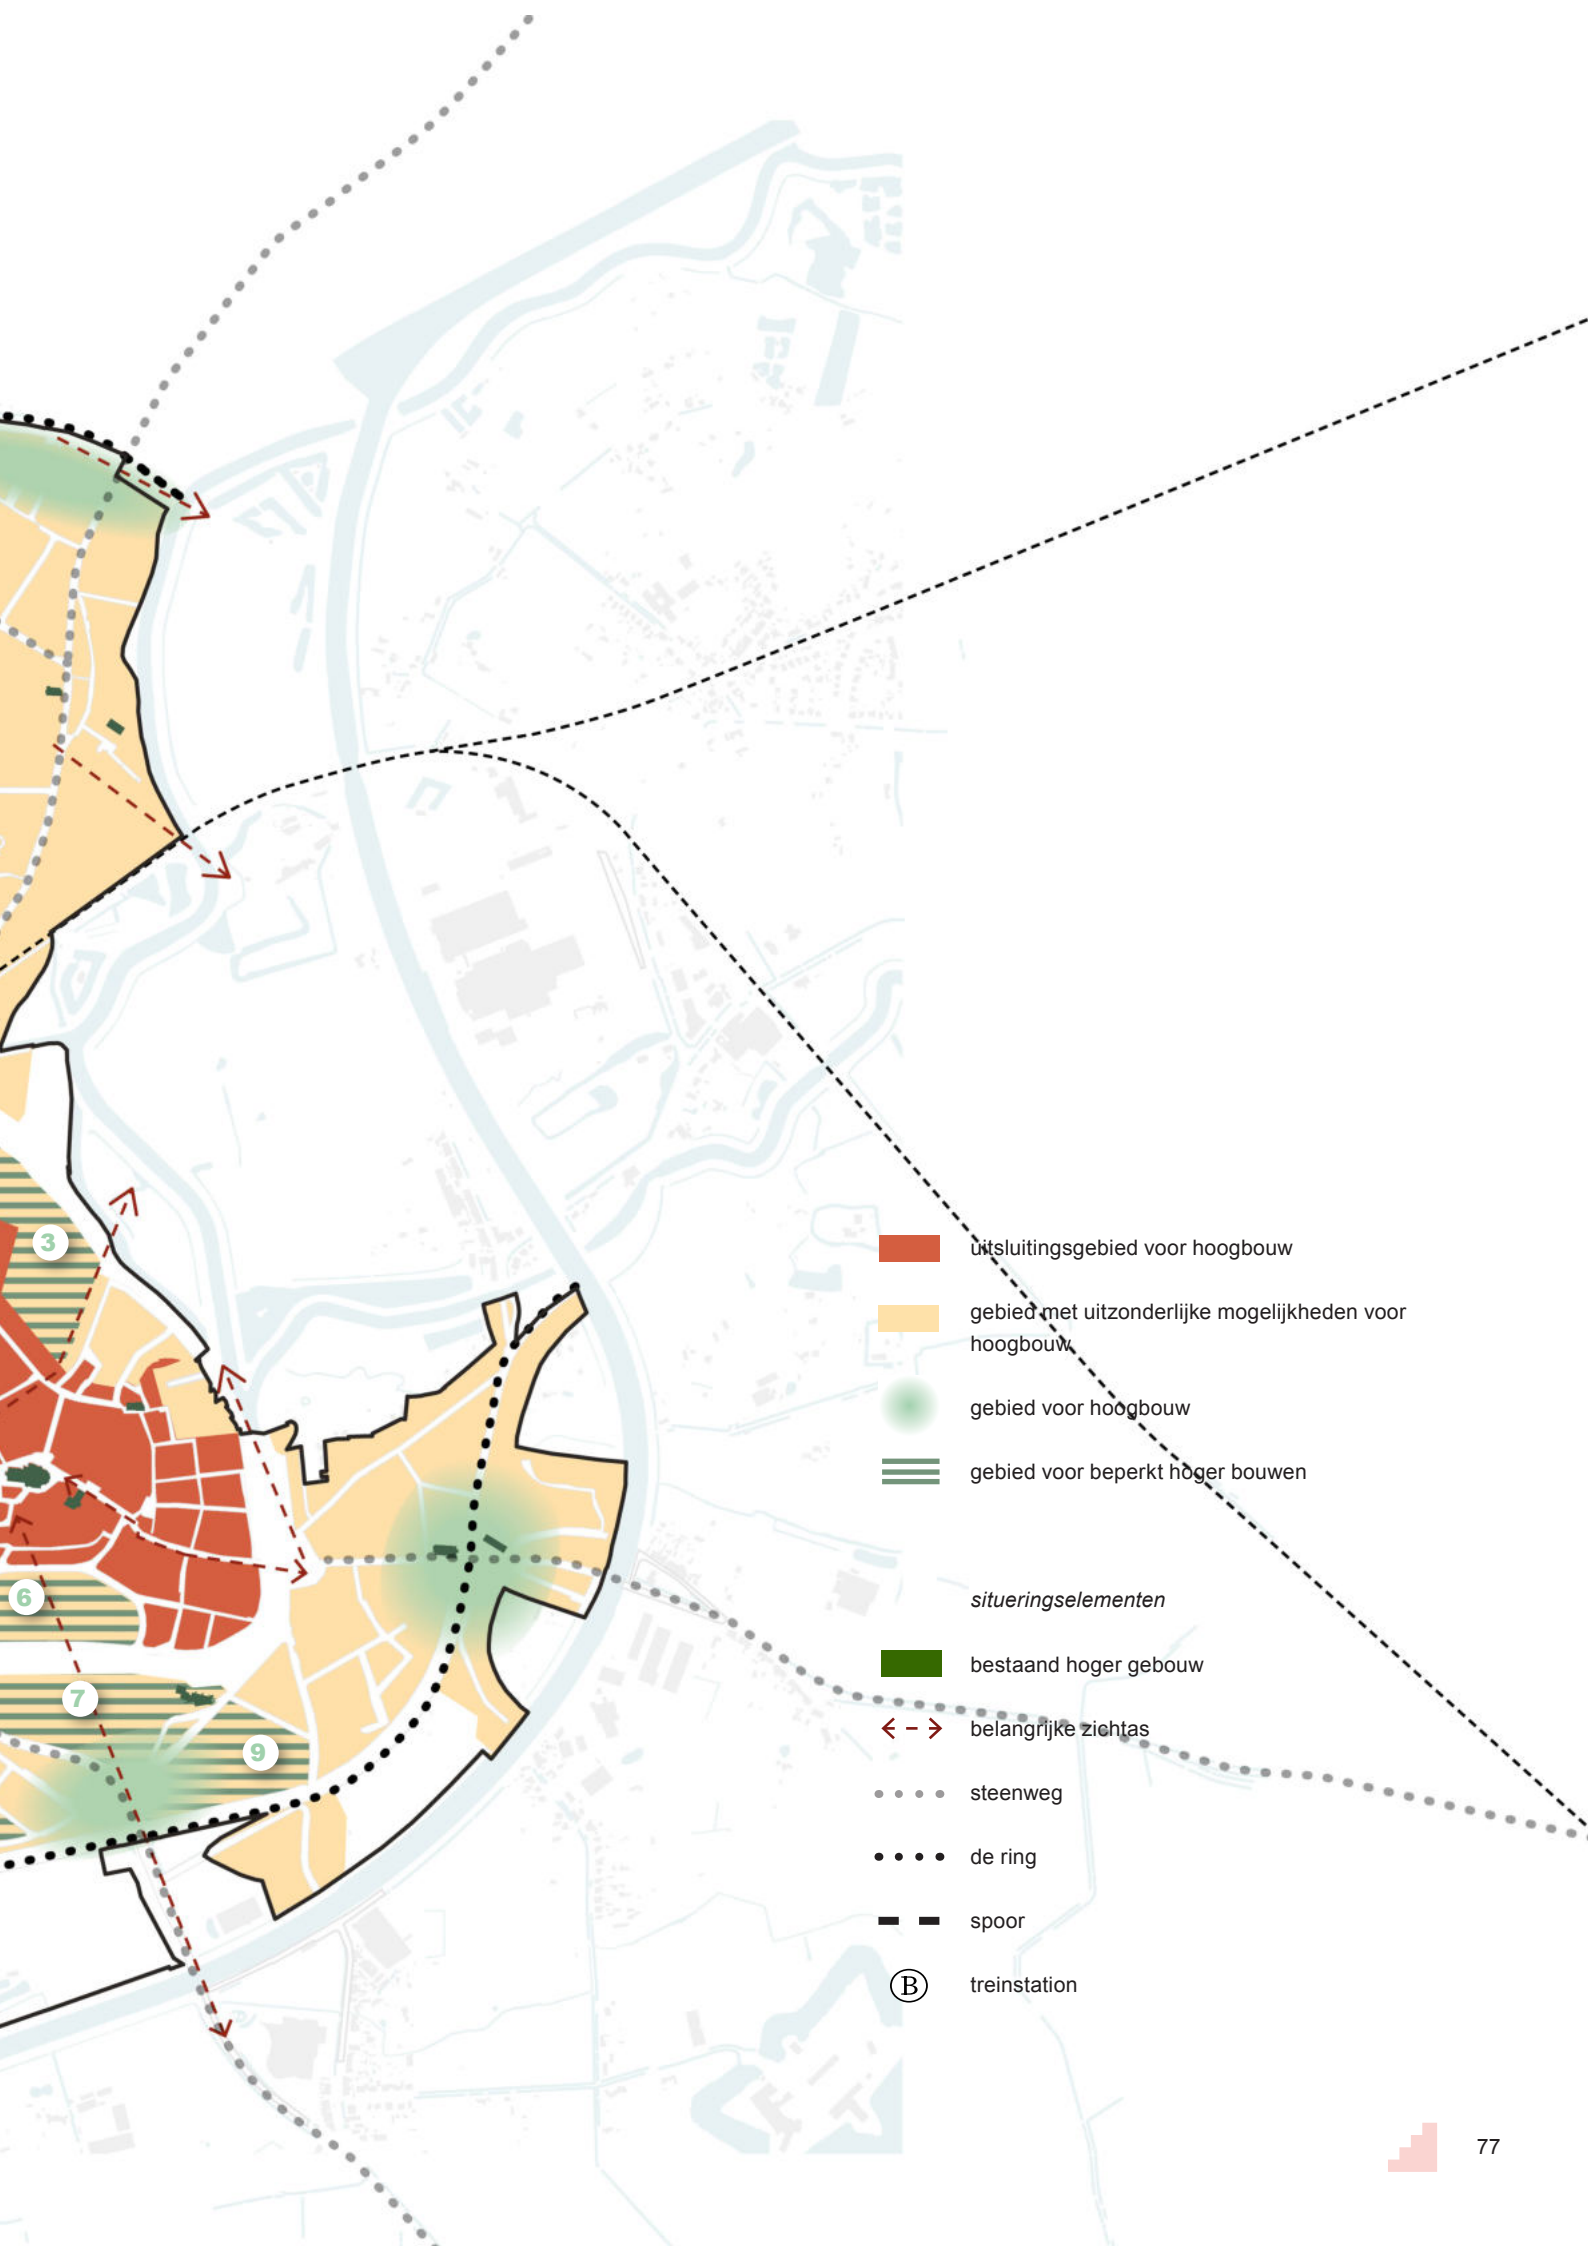 3
6
7
9
uitsluitingsgebied voor hoogbouw
gebied met uitzonderlijke mogelijkheden voor
hoogbouw
gebied voor hoogbouw
gebied voor beperkt hoger bouwen
situeringselementen
bestaand hoger gebouw
belangrijke zichtas
steenweg
de ring
spoor
B treinstation
77